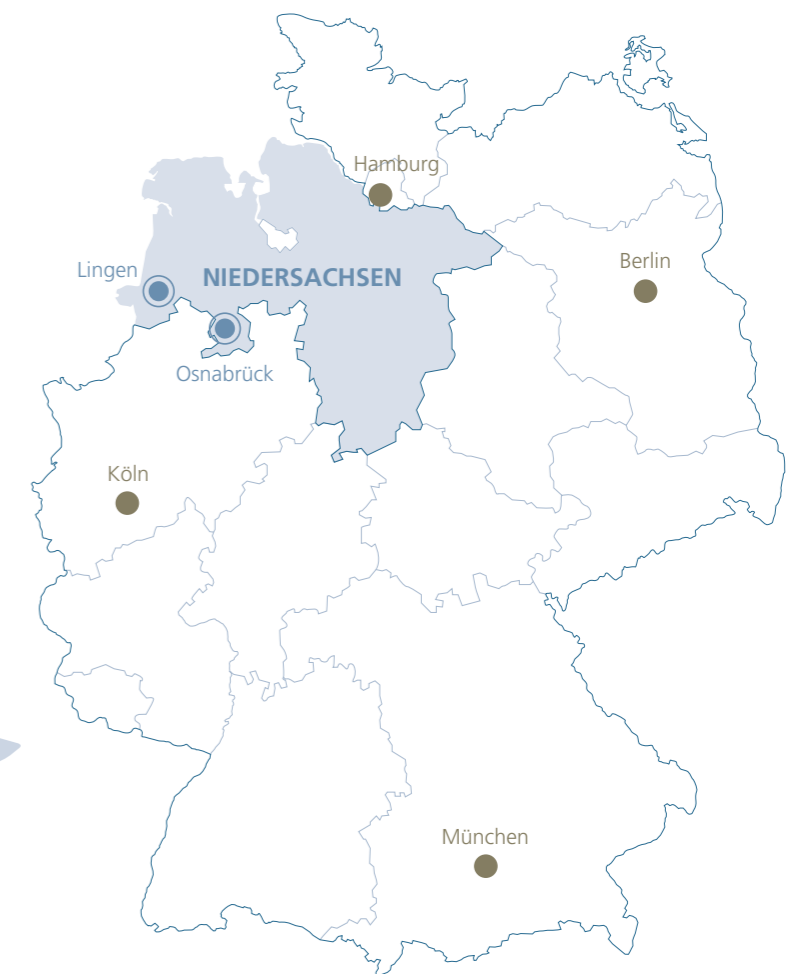 Hamburg
Berlin
Lingen
NIEDERSACHSEN
Osnabrück
Köln
München